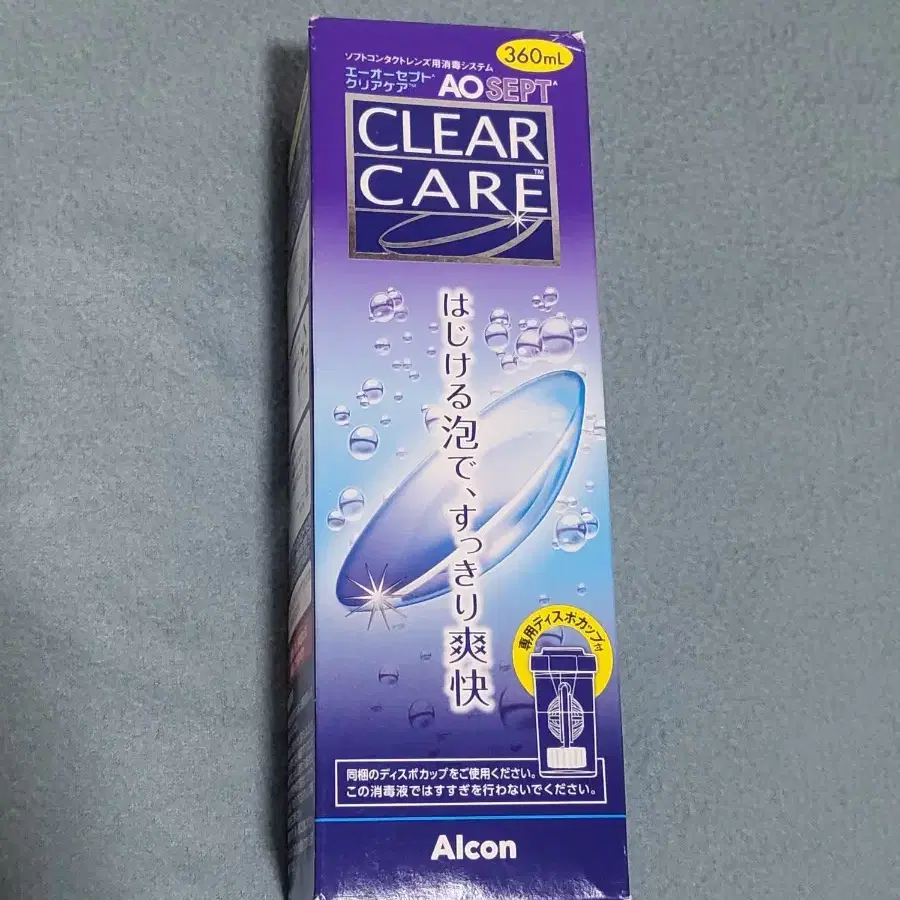 360mL
ソフトコンタクトレンズ用消毒システム
エーオーセプト
クリアケア™
AOSEPT
CLEAR
CARE™
はじける泡で、すっきり爽快
専用ディスポカップ付
同梱のディスポカップをご使用ください。
この消毒液ではすすぎを行わないでください。
Alcon